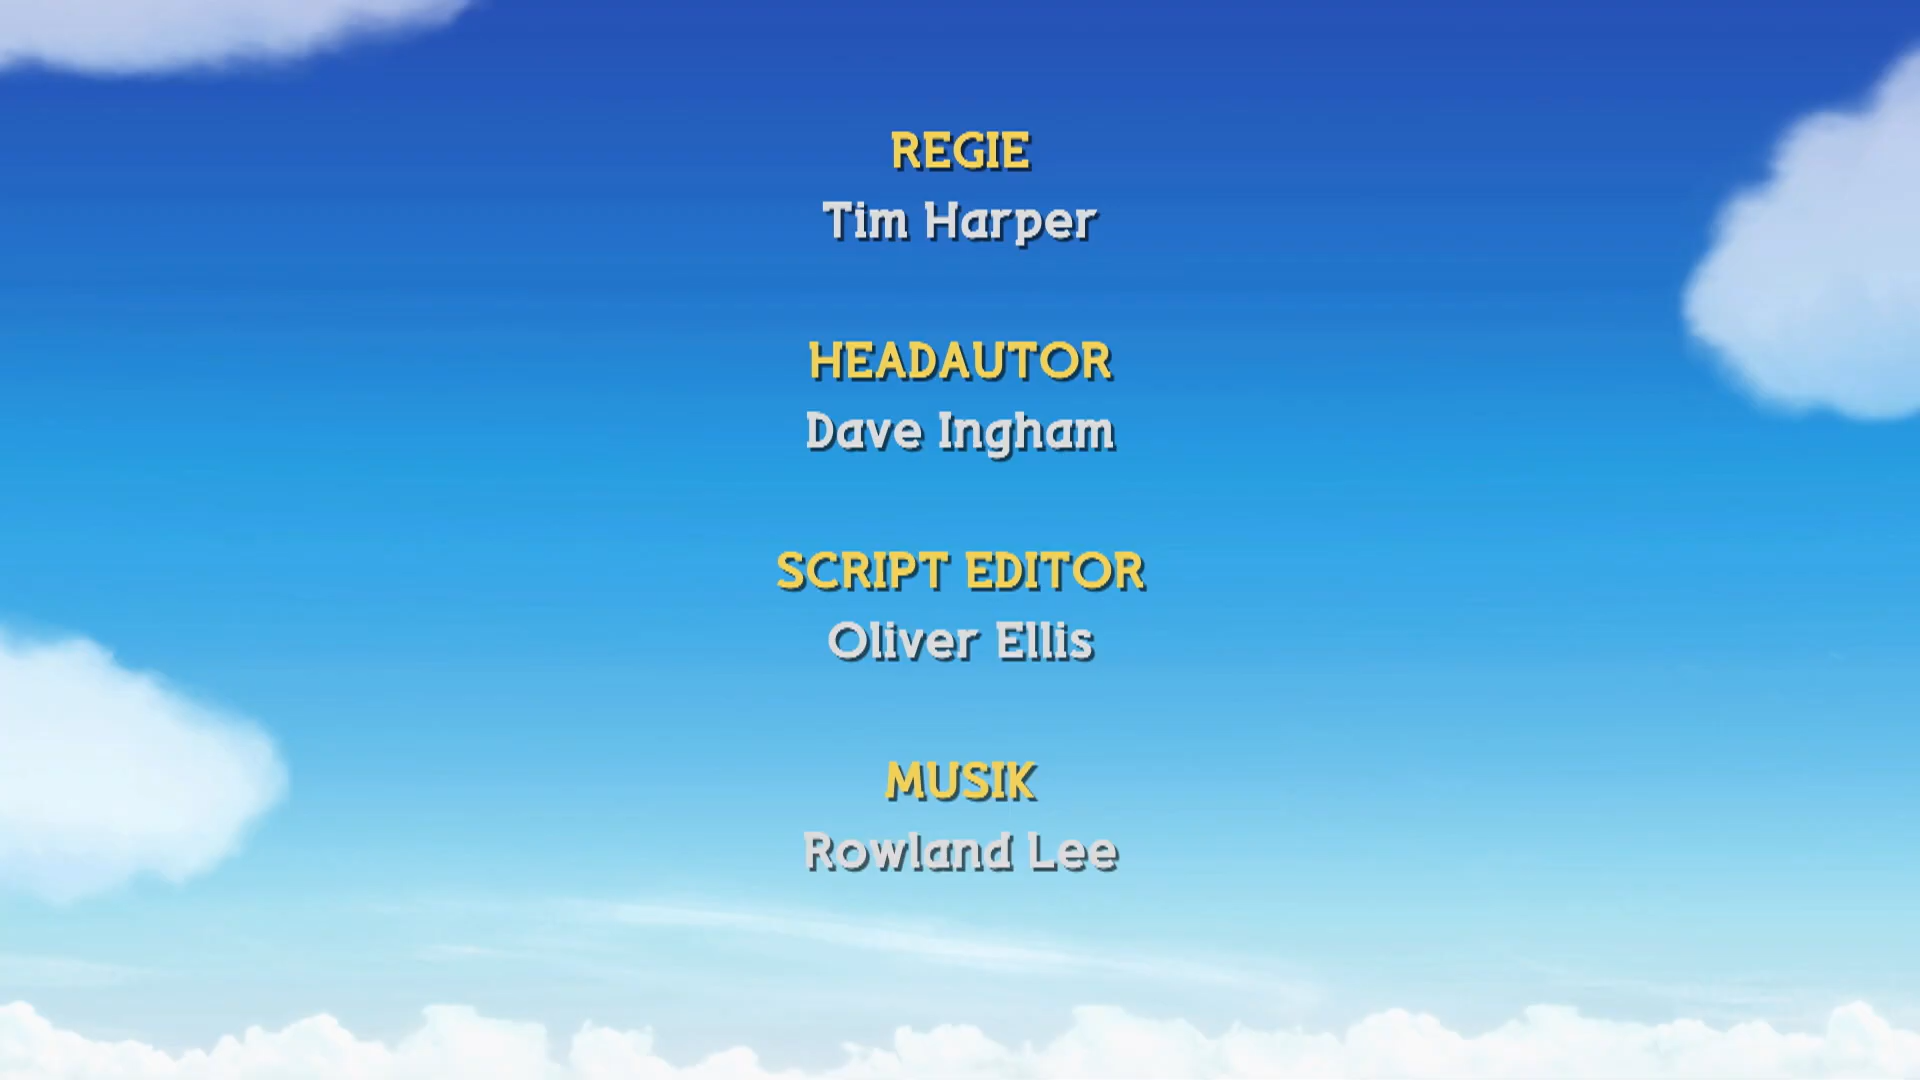 REGIE
Tim Harper
HEADAUTOR
Dave Ingham
SCRIPT EDITOR
Oliver Ellis
MUSIK
Rowland Lee